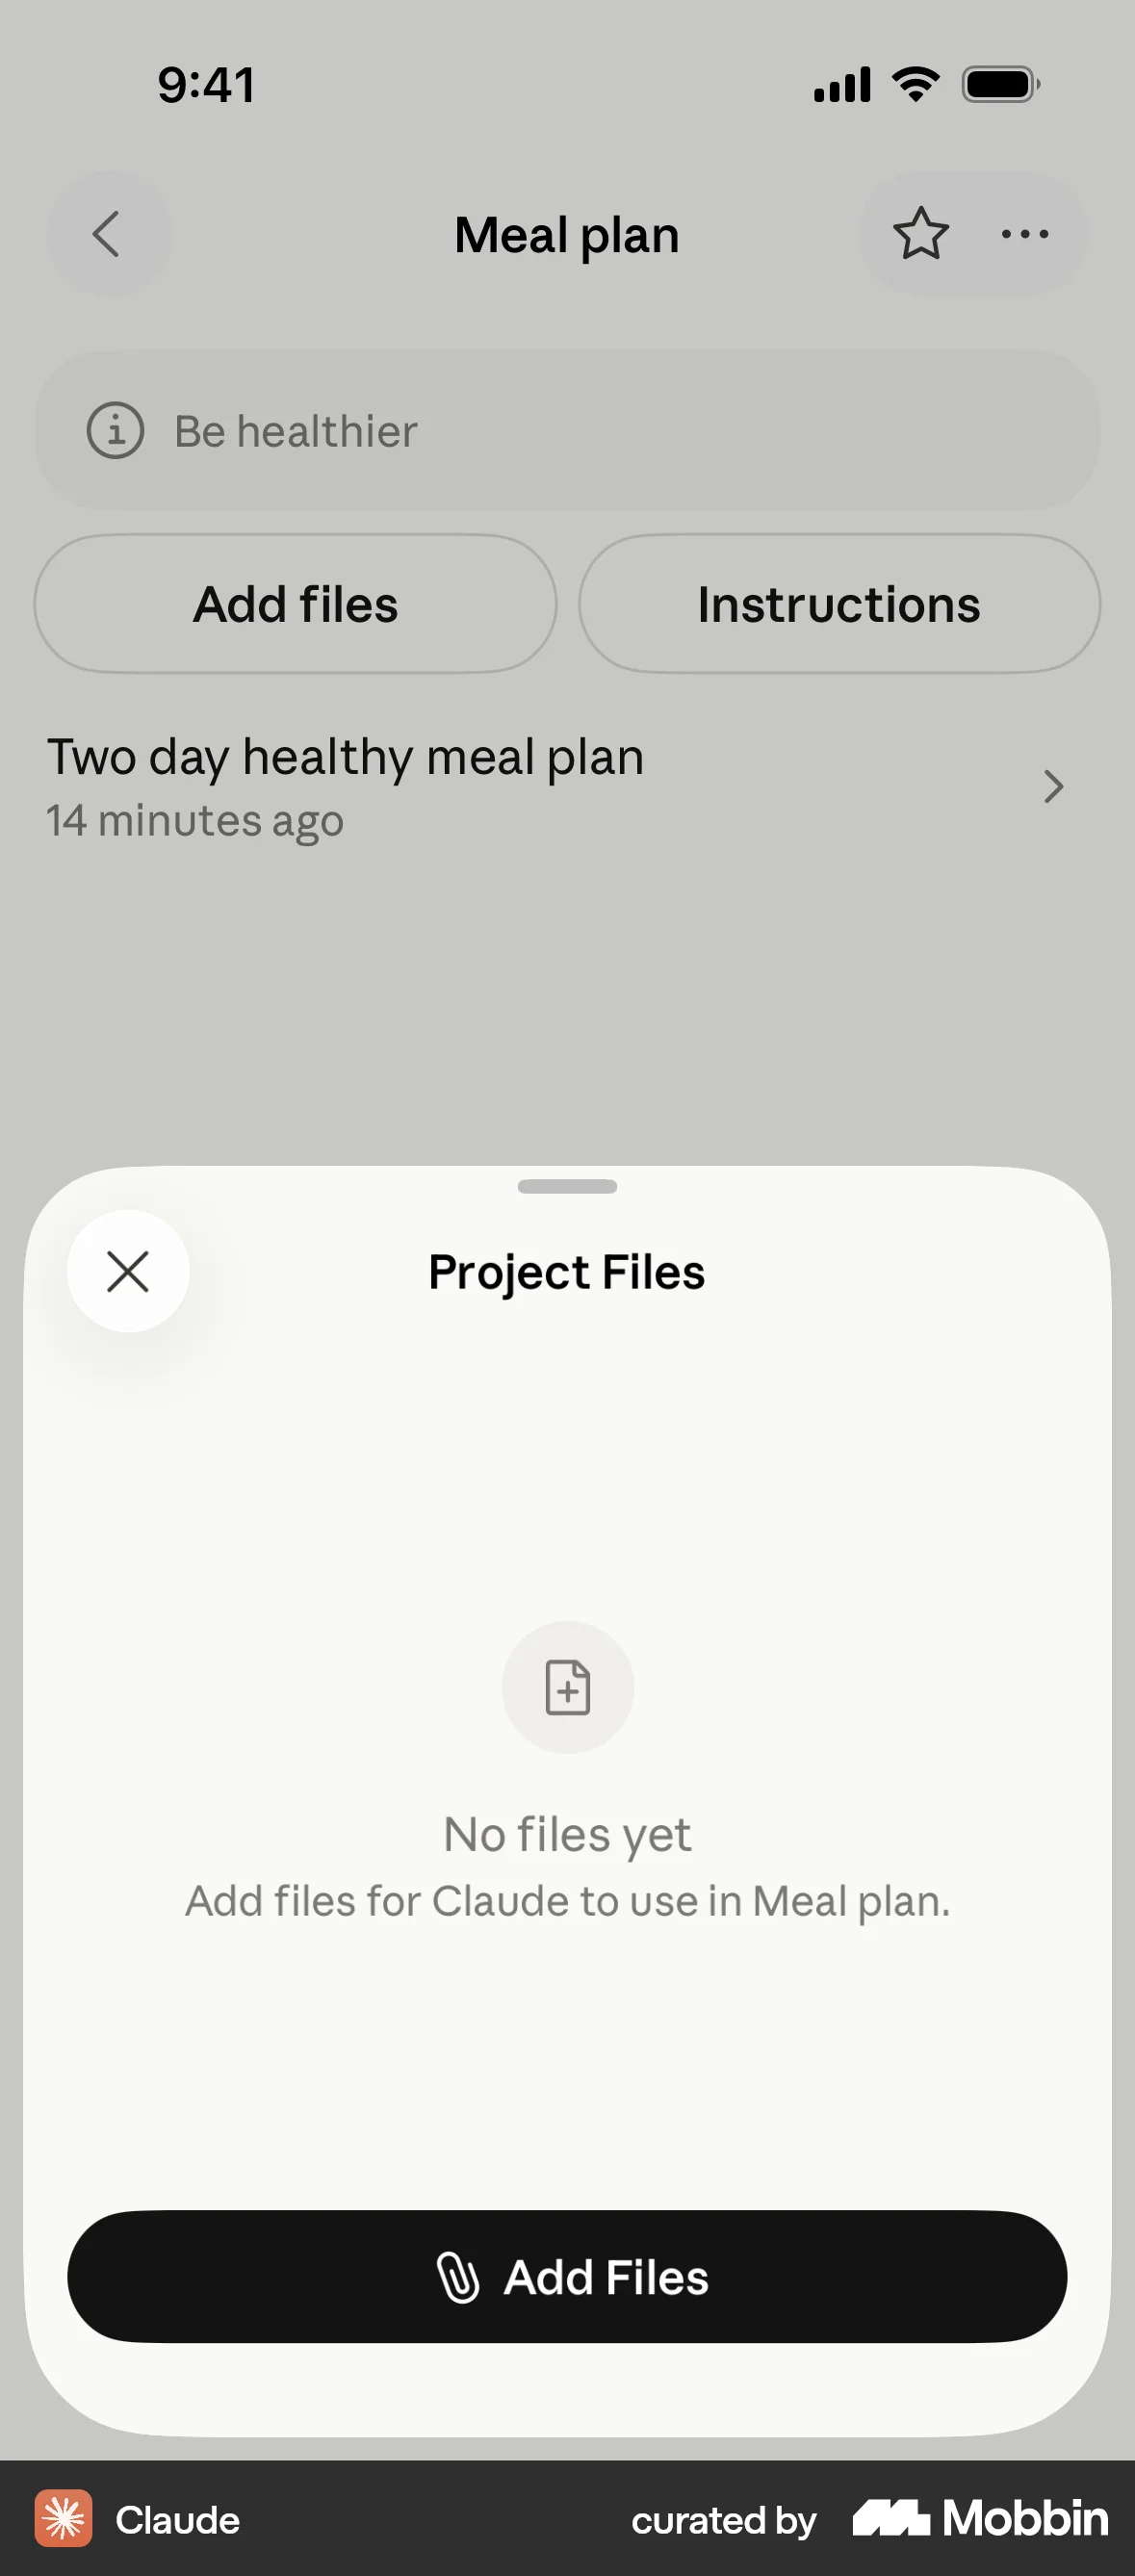 9:41
Meal plan
Be healthier
Add files
Instructions
Two day healthy meal plan
14 minutes ago
Project Files
No files yet
Add files for Claude to use in Meal plan.
Add Files
Claude
curated by Mobbin